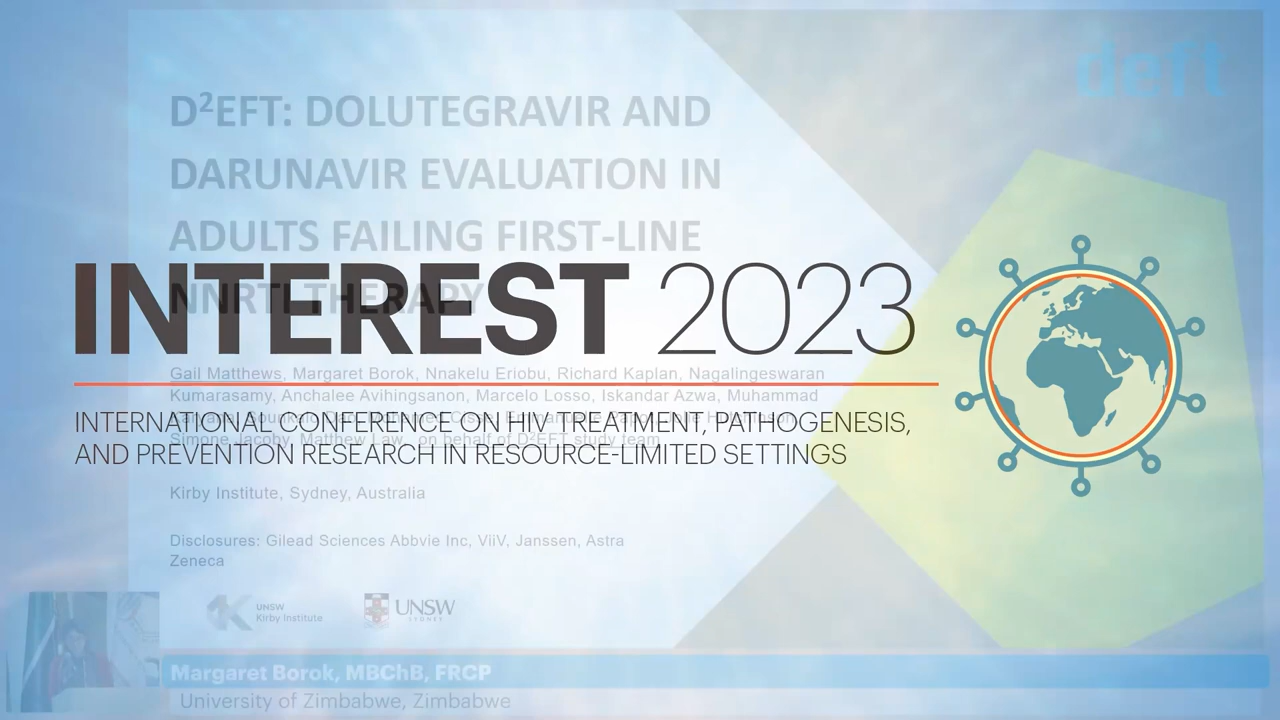 deft
D²EFT: DOLUTEGRAVIR AND
DARUNAVIR EVALUATION IN
ADULTS FAILING FIRST-LINE
NNRTI THERAPY
INTEREST 2023
Gail Matthews, Margaret Borok, Nnakelu Eriobu, Richard Kaplan, Nagalingeswaran
Kumarasamy, Anchalee Avihingsanon, Marcelo Losso, Iskandar Azwa, Muhammad
Simone Jacoby, Matthew Law on behalf of D²EFT study team
INTERNATIONAL CONFERENCE ON HIV TREATMENT, PATHOGENESIS,
AND PREVENTION RESEARCH IN RESOURCE-LIMITED SETTINGS
Kirby Institute, Sydney, Australia
Disclosures: Gilead Sciences Abbvie Inc, ViiV, Janssen, Astra
Zeneca
UNSW
Kirby Institute
UNSW
SYDNEY
Margaret Borok, MBChB, FRCP
University of Zimbabwe, Zimbabwe